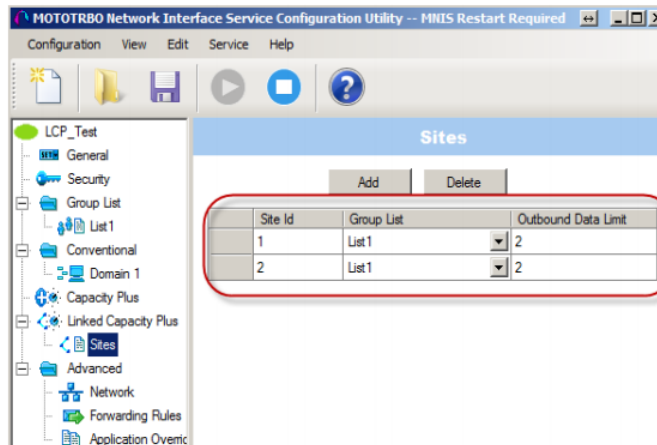 MOTOTRBO Network Interface Service Configuration Utility -- MNIS Restart Required
Configuration View Edit Service Help
LCP_Test
General
Security
Group List
List1
Conventional
Domain 1
Capacity Plus
Linked Capacity Plus
Sites
Advanced
Network
Forwarding Rules
Application Overric
Sites
Add Delete
Site Id Group List Outbound Data Limit
1 List1 2
2 List1 2